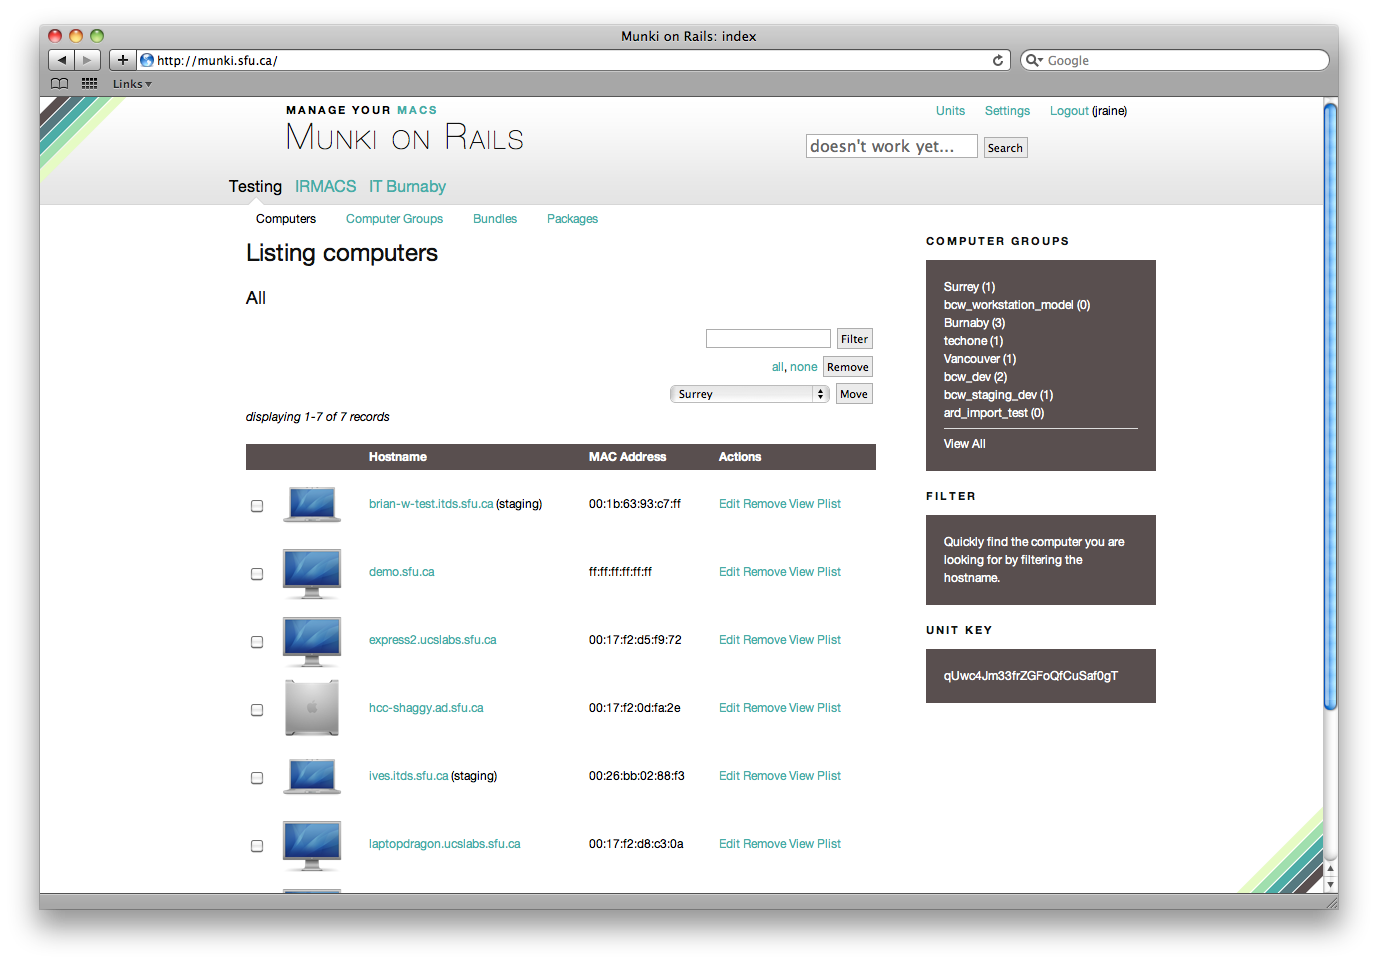 Munki on Rails: index
http://munki.sfu.ca/
Google
Links
MANAGE YOUR MACS
MUNKI ON RAILS
Units Settings Logout (jraine)
doesn't work yet... Search
Testing IRMACS IT Burnaby
Computers Computer Groups Bundles Packages
Listing computers
All
Filter
all, none Remove
Surrey Move
displaying 1-7 of 7 records
Hostname MAC Address Actions
brian-w-test.itds.sfu.ca (staging) 00:1b:63:93:c7:ff Edit Remove View Plist
demo.sfu.ca ff:ff:ff:ff:ff:ff Edit Remove View Plist
express2.ucslabs.sfu.ca 00:17:f2:d5:f9:72 Edit Remove View Plist
hcc-shaggy.ad.sfu.ca 00:17:f2:0d:fa:2e Edit Remove View Plist
ives.itds.sfu.ca (staging) 00:26:bb:02:88:f3 Edit Remove View Plist
laptopdragon.ucslabs.sfu.ca 00:17:f2:d8:c3:0a Edit Remove View Plist
COMPUTER GROUPS
Surrey (1)
bcw_workstation_model (0)
Burnaby (3)
techone (1)
Vancouver (1)
bcw_dev (2)
bcw_staging_dev (1)
ard_import_test (0)
View All
FILTER
Quickly find the computer you are
looking for by filtering the
hostname.
UNIT KEY
qUwc4Jm33frZGFoQfCuSaf0gT